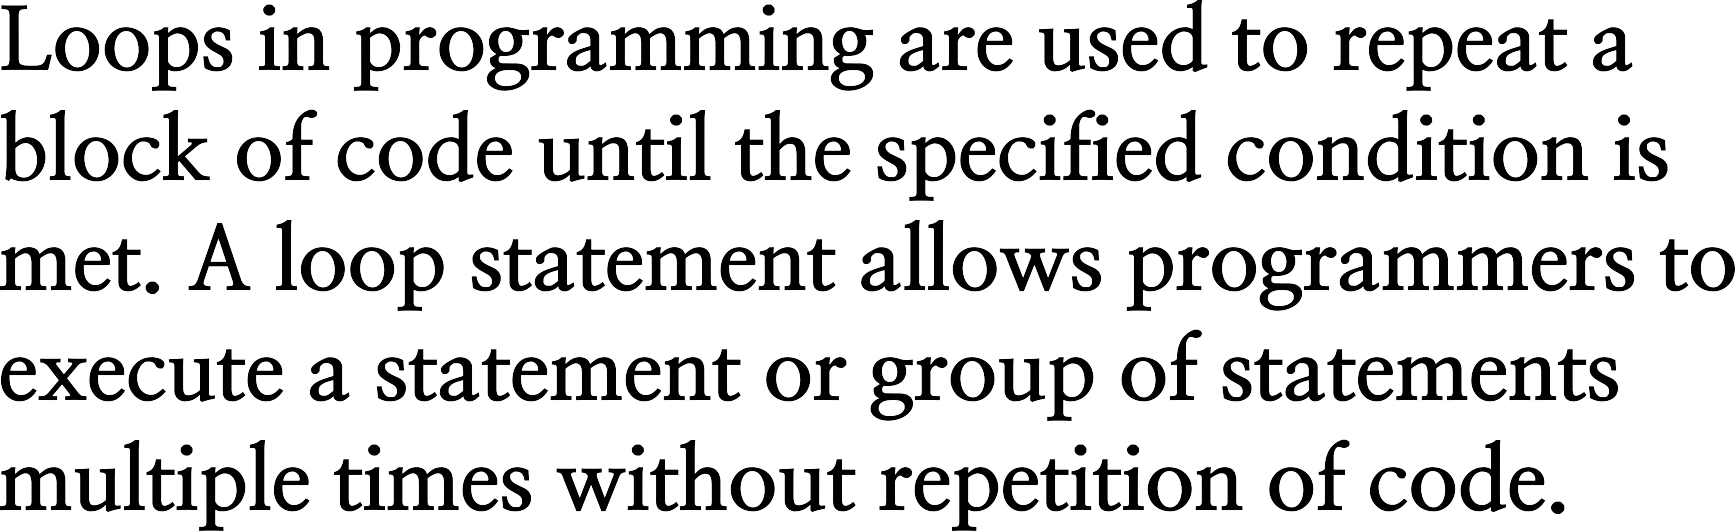 Loops in programming are used to repeat a
block of code until the specified condition is
met. A loop statement allows programmers to
execute a statement or group of statements
multiple times without repetition of code.